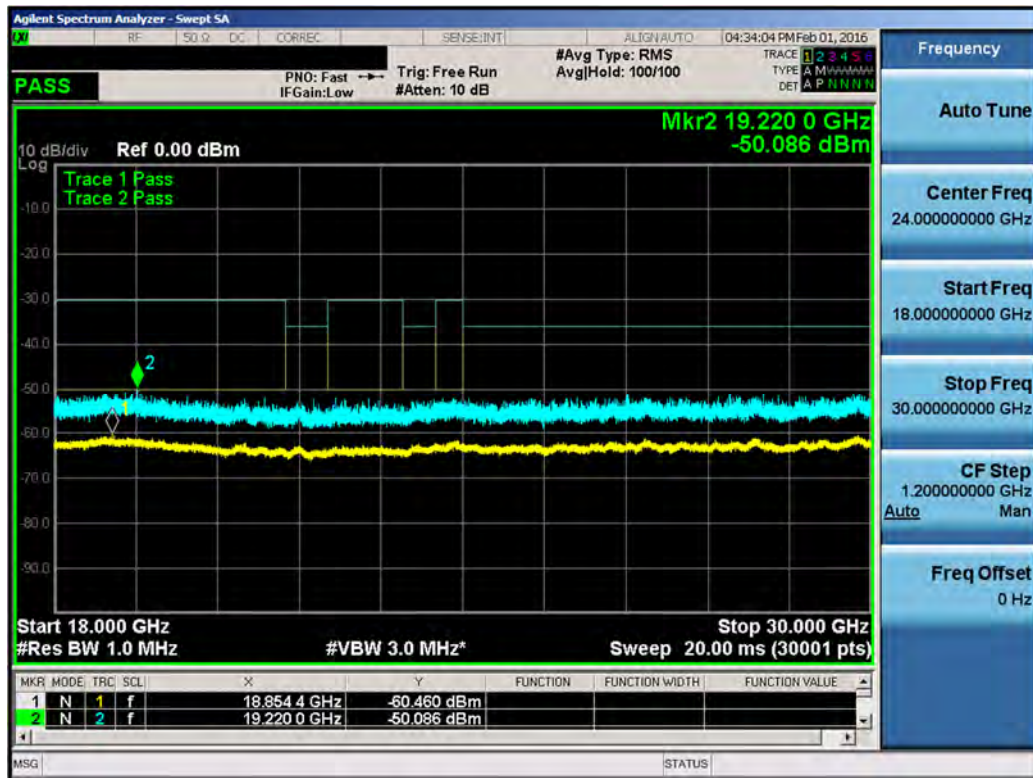 Agilent Spectrum Analyzer - Swept SA
RF 50 Ω DC CORREC SENSE:INT ALIGN AUTO 04:34:04 PM Feb 01, 2016
PASS
PNO: Fast
IFGain:Low
Trig: Free Run
#Atten: 10 dB
#Avg Type: RMS
Avg|Hold: 100/100
TRACE 1 2 3 4 5 6
TYPE A M W W W W
DET A P N N N N
Mkr2 19.220 0 GHz
-50.086 dBm
10 dB/div Ref 0.00 dBm
Log
Trace 1 Pass
Trace 2 Pass
-10.0
-20.0
-30.0
-40.0
-50.0
-60.0
-70.0
-80.0
-90.0
2
1
Start 18.000 GHz Stop 30.000 GHz
#Res BW 1.0 MHz #VBW 3.0 MHz* Sweep 20.00 ms (30001 pts)
MKR MODE TRC SCL X Y FUNCTION FUNCTION WIDTH FUNCTION VALUE
1 N 1 f 18.854 4 GHz -60.460 dBm
2 N 2 f 19.220 0 GHz -50.086 dBm
MSG STATUS
Frequency
Auto Tune
Center Freq
24.000000000 GHz
Start Freq
18.000000000 GHz
Stop Freq
30.000000000 GHz
CF Step
1.200000000 GHz
Auto Man
Freq Offset
0 Hz